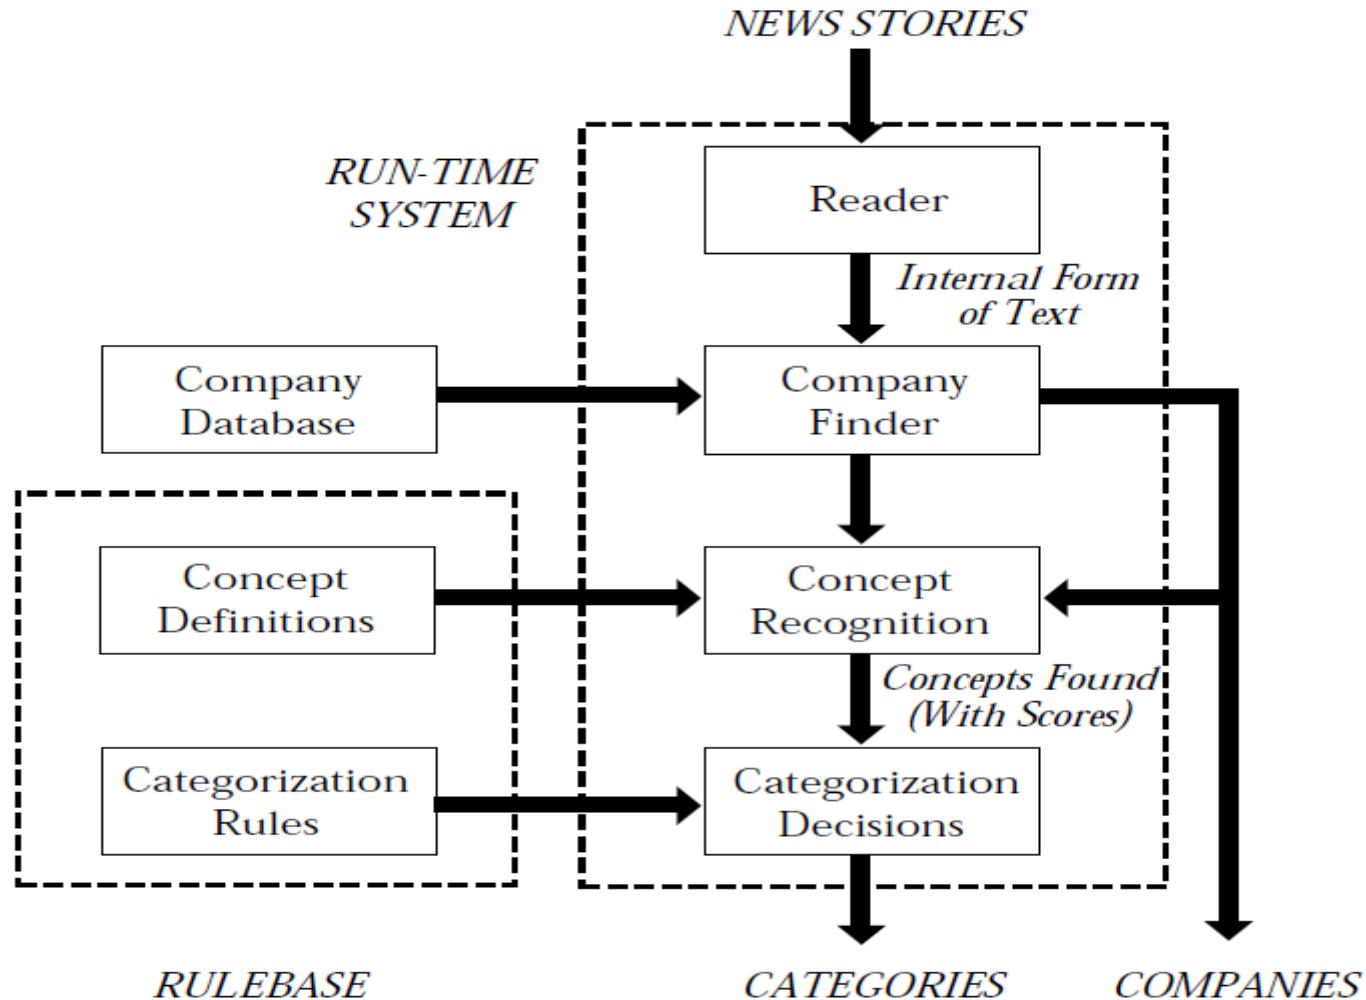 NEWS STORIES
RUN-TIME
SYSTEM
Reader
Internal Form
of Text
Company
Database
Company
Finder
Concept
Definitions
Concept
Recognition
Concepts Found
(With Scores)
Categorization
Rules
Categorization
Decisions
RULEBASE
CATEGORIES
COMPANIES